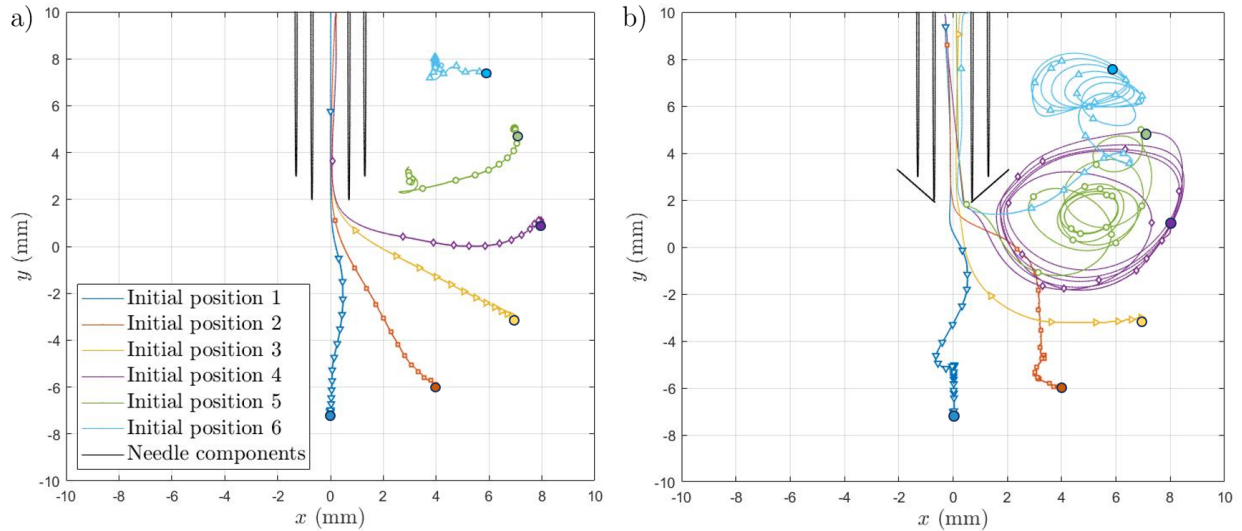 a)
10
8
6
4
2
0
-2
-4
-6
-8
-10
y (mm)
-10 -8 -6 -4 -2 0 2 4 6 8 10
x (mm)
Initial position 1
Initial position 2
Initial position 3
Initial position 4
Initial position 5
Initial position 6
Needle components
b)
10
8
6
4
2
0
-2
-4
-6
-8
-10
y (mm)
-10 -8 -6 -4 -2 0 2 4 6 8 10
x (mm)